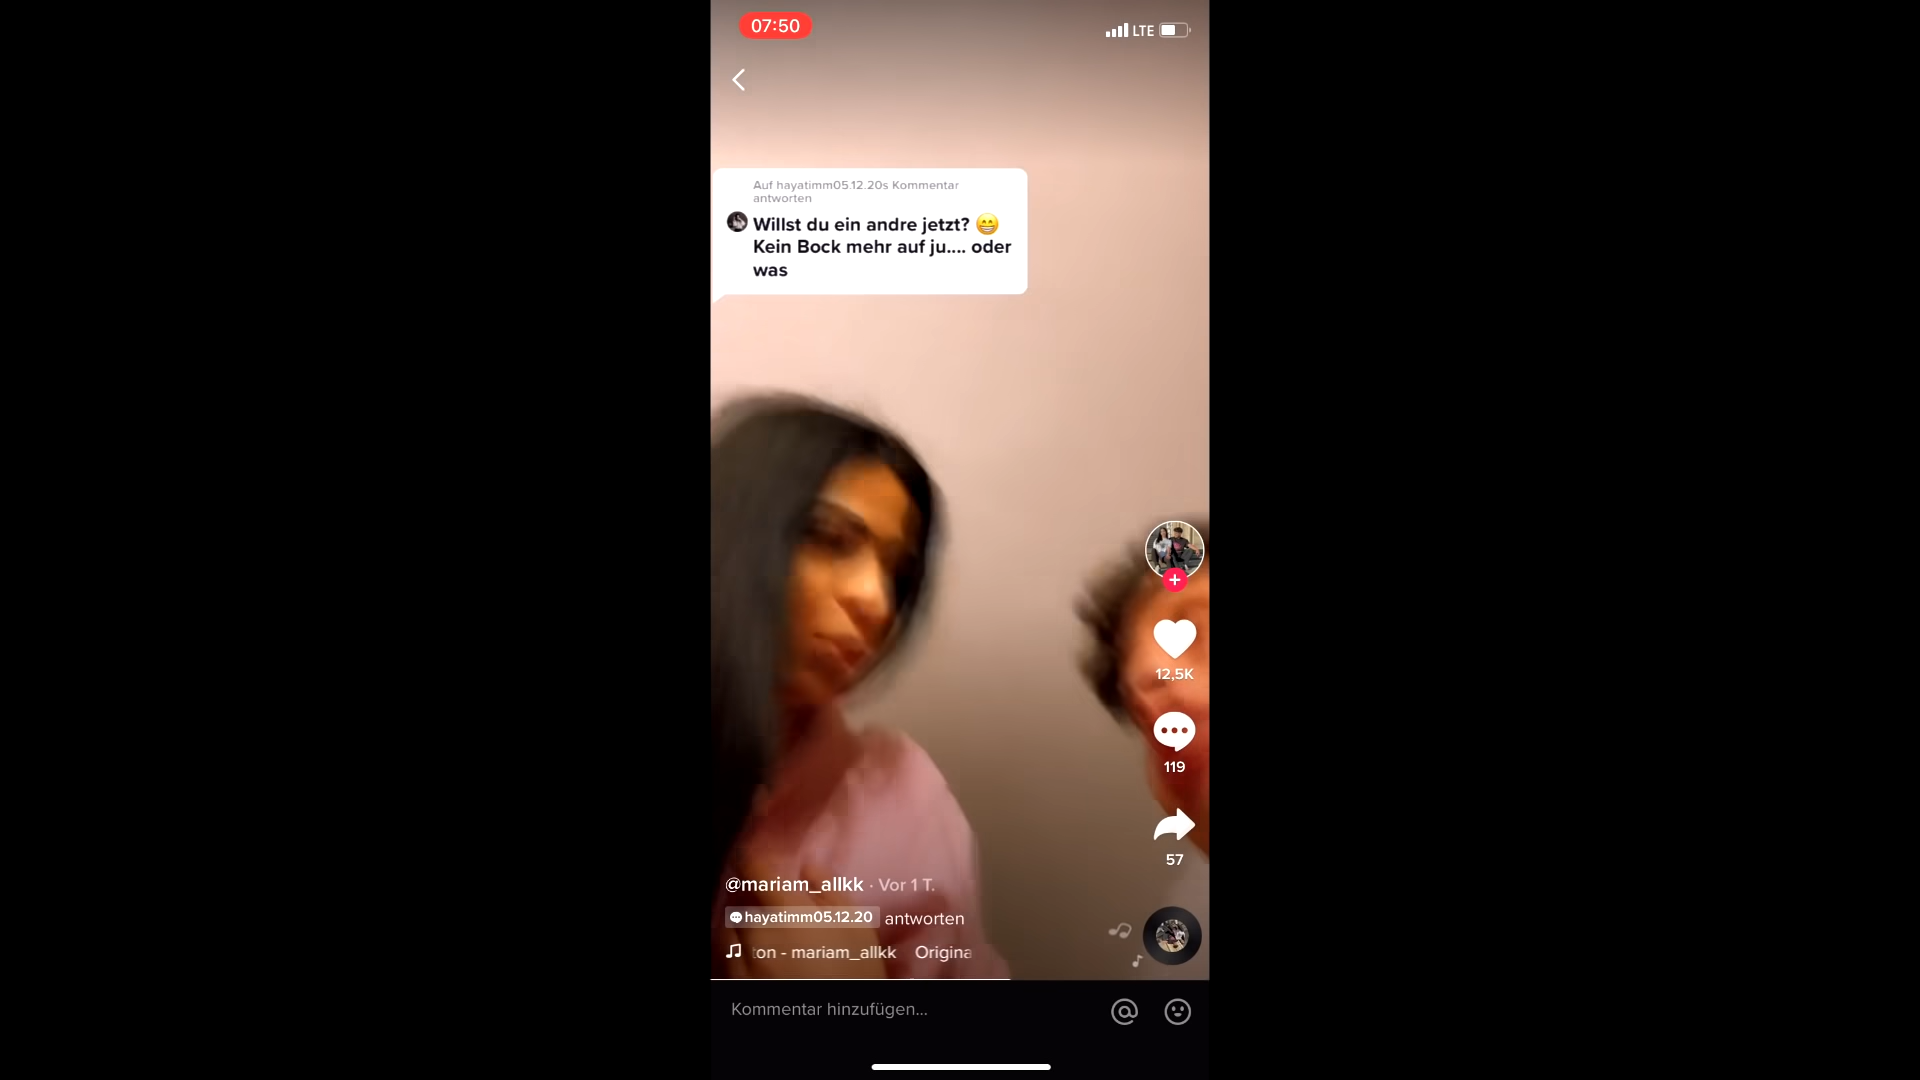 07:50
LTE
Auf hayatimm05.12.20s Kommentar
antworten
Willst du ein andre jetzt? 😁
Kein Bock mehr auf ju.... oder
was
12,5K
119
57
@mariam_allkk · Vor 1 T.
hayatimm05.12.20 antworten
ton - mariam_allkk Origina
Kommentar hinzufügen...